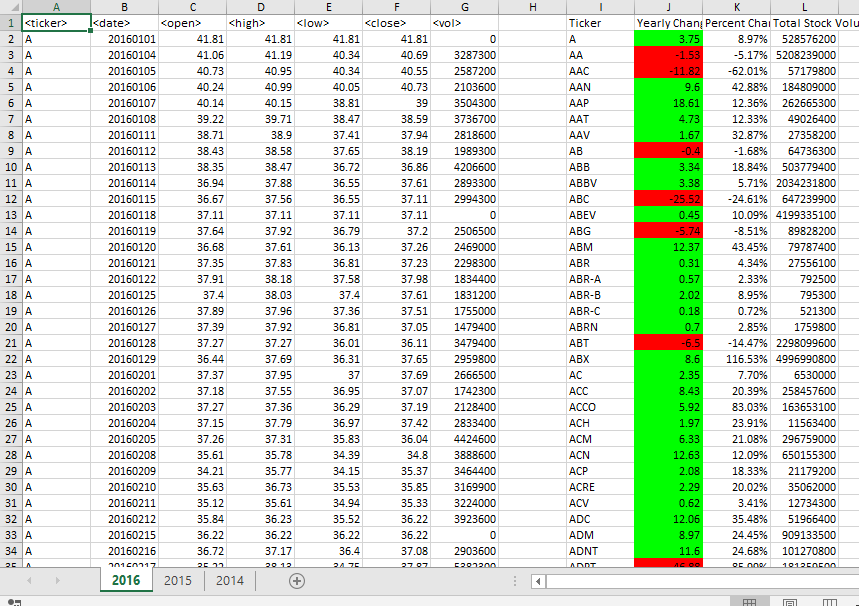 A B C D E F G H I J K L
1 <ticker> <date> <open> <high> <low> <close> <vol> Ticker Yearly Chang Percent Chan Total Stock Volu
2 A 20160101 41.81 41.81 41.81 41.81 0 A 3.75 8.97% 528576200
3 A 20160104 41.06 41.19 40.34 40.69 3287300 AA -1.53 -5.17% 5208239000
4 A 20160105 40.73 40.95 40.34 40.55 2587200 AAC -11.82 -62.01% 57179800
5 A 20160106 40.24 40.99 40.05 40.73 2103600 AAN 9.6 42.88% 184809000
6 A 20160107 40.14 40.15 38.81 39 3504300 AAP 18.61 12.36% 262665300
7 A 20160108 39.22 39.71 38.47 38.59 3736700 AAT 4.73 12.33% 49026400
8 A 20160111 38.71 38.9 37.41 37.94 2818600 AAV 1.67 32.87% 27358200
9 A 20160112 38.43 38.58 37.65 38.19 1989300 AB -0.4 -1.68% 64736300
10 A 20160113 38.35 38.47 36.72 36.86 4206600 ABB 3.34 18.84% 503779400
11 A 20160114 36.94 37.88 36.55 37.61 2893300 ABBV 3.38 5.71% 2034231800
12 A 20160115 36.67 37.56 36.55 37.11 2994300 ABC -25.52 -24.61% 647239900
13 A 20160118 37.11 37.11 37.11 37.11 0 ABEV 0.45 10.09% 4199335100
14 A 20160119 37.64 37.92 36.79 37.2 2506500 ABG -5.74 -8.51% 89828200
15 A 20160120 36.68 37.61 36.13 37.26 2469000 ABM 12.37 43.45% 79787400
16 A 20160121 37.35 37.83 36.81 37.23 2298300 ABR 0.31 4.34% 27556100
17 A 20160122 37.91 38.18 37.58 37.98 1834400 ABR-A 0.57 2.33% 792500
18 A 20160125 37.4 38.03 37.4 37.61 1831200 ABR-B 2.02 8.95% 795300
19 A 20160126 37.89 37.96 37.36 37.51 1755000 ABR-C 0.18 0.72% 521300
20 A 20160127 37.39 37.92 36.81 37.05 1479400 ABRN 0.7 2.85% 1759800
21 A 20160128 37.27 37.27 36.01 36.11 3479400 ABT -6.5 -14.47% 2298099600
22 A 20160129 36.44 37.69 36.31 37.65 2959800 ABX 8.6 116.53% 4996990800
23 A 20160201 37.37 37.95 37 37.69 2666500 AC 2.35 7.70% 6530000
24 A 20160202 37.18 37.55 36.95 37.07 1742300 ACC 8.43 20.39% 258457600
25 A 20160203 37.27 37.36 36.29 37.19 2128400 ACCO 5.92 83.03% 163653100
26 A 20160204 37.15 37.79 36.97 37.42 2833400 ACH 1.97 23.91% 11563400
27 A 20160205 37.26 37.31 35.83 36.04 4424600 ACM 6.33 21.08% 296759000
28 A 20160208 35.61 35.78 34.39 34.8 3888600 ACN 12.63 12.09% 650155300
29 A 20160209 34.21 35.77 34.15 35.37 3464400 ACP 2.08 18.33% 21179200
30 A 20160210 35.63 36.73 35.53 35.85 3169900 ACRE 2.29 20.02% 35062000
31 A 20160211 35.12 35.61 34.94 35.33 3224000 ACV 0.62 3.41% 12734300
32 A 20160212 35.84 36.23 35.52 36.22 3923600 ADC 12.06 35.48% 51966400
33 A 20160215 36.22 36.22 36.22 36.22 0 ADM 8.97 24.45% 909133500
34 A 20160216 36.72 37.17 36.4 37.08 2903600 ADNT 11.6 24.68% 101270800
35 A 20160217
2016 2015 2014